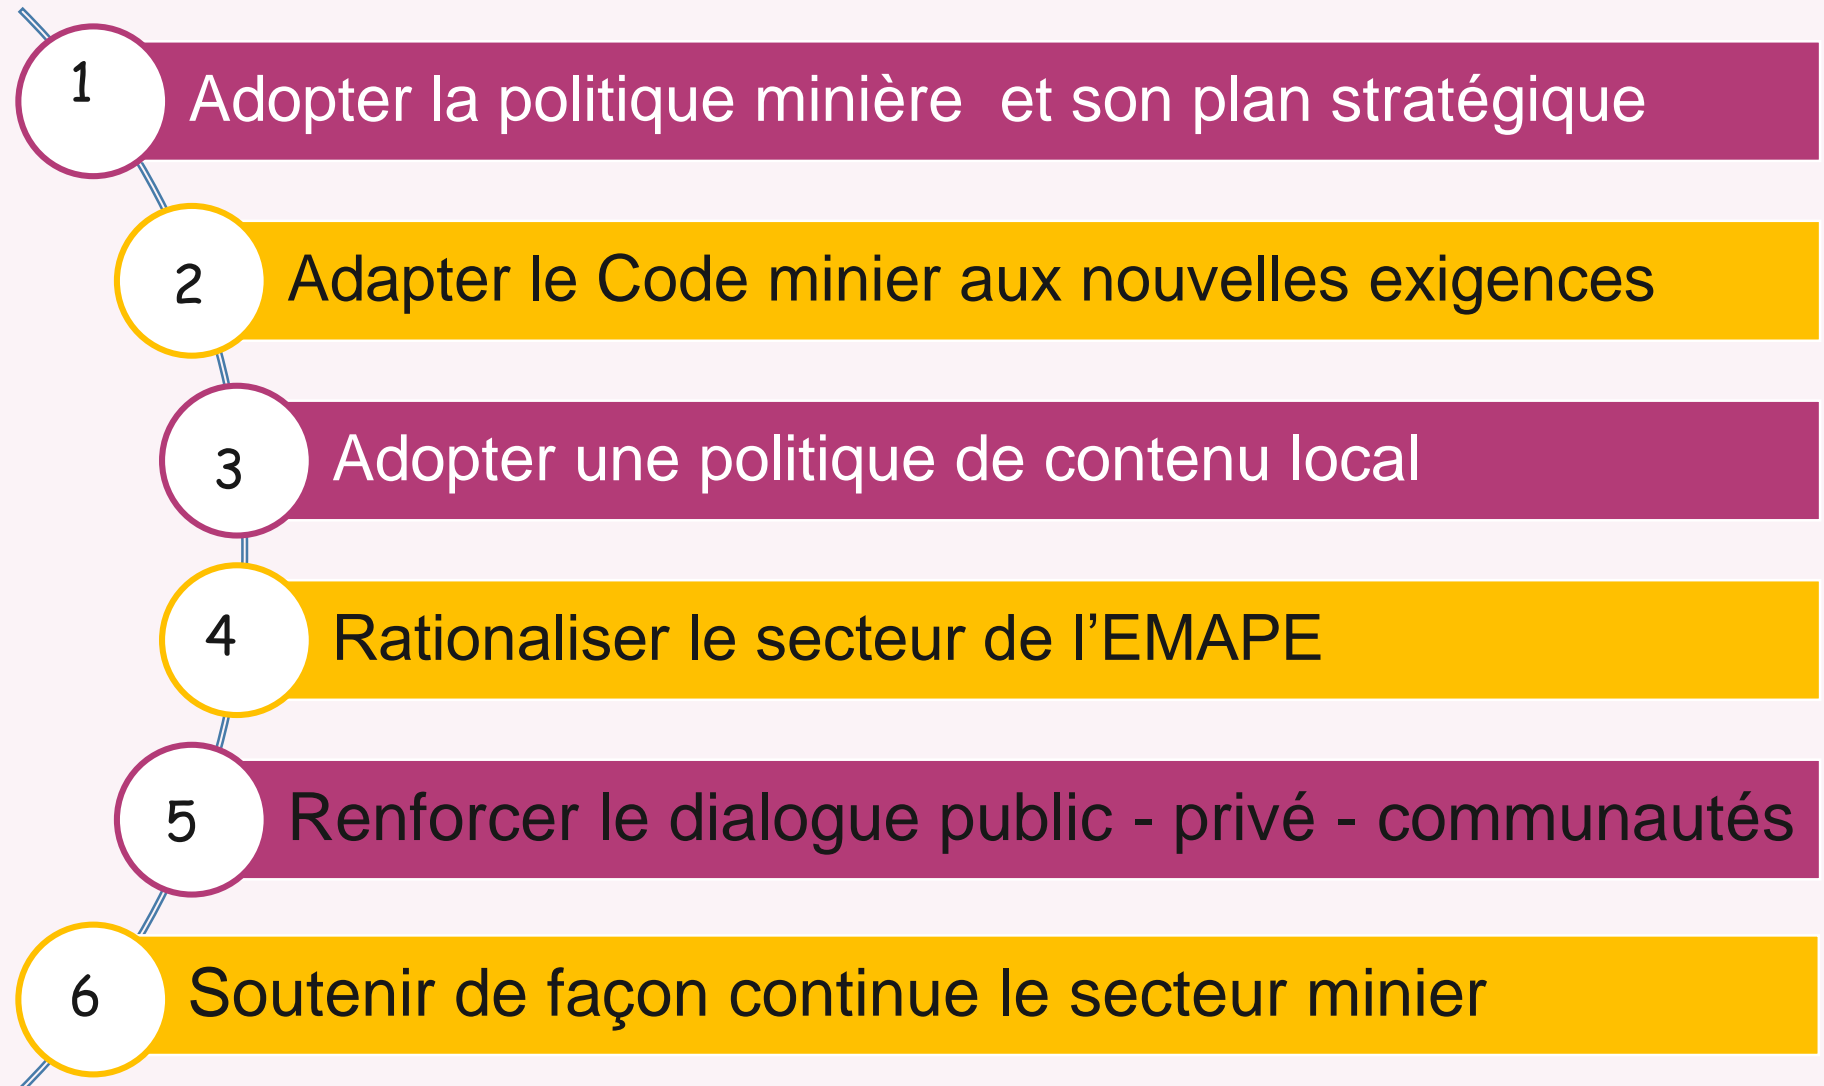 1 Adopter la politique minière et son plan stratégique
2 Adapter le Code minier aux nouvelles exigences
3 Adopter une politique de contenu local
4 Rationaliser le secteur de l’EMAPE
5 Renforcer le dialogue public - privé - communautés
6 Soutenir de façon continue le secteur minier